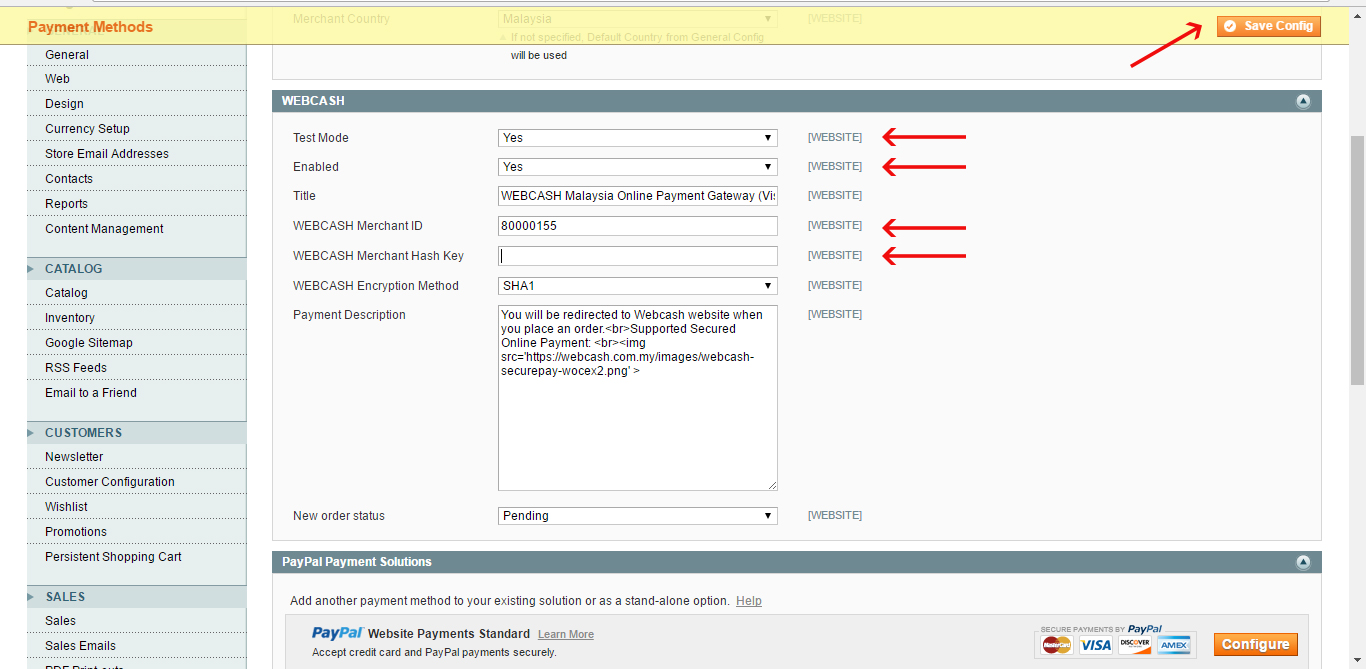 Merchant Country Malaysia [WEBSITE]
Payment Methods Save Config
If not specified, Default Country from General Config
will be used
General
Web
Design
Currency Setup
Store Email Addresses
Contacts
Reports
Content Management
CATALOG
Catalog
Inventory
Google Sitemap
RSS Feeds
Email to a Friend
CUSTOMERS
Newsletter
Customer Configuration
Wishlist
Promotions
Persistent Shopping Cart
SALES
Sales
Sales Emails
WEBCASH
Test Mode Yes [WEBSITE]
Enabled Yes [WEBSITE]
Title WEBCASH Malaysia Online Payment Gateway (Vis [WEBSITE]
WEBCASH Merchant ID 80000155 [WEBSITE]
WEBCASH Merchant Hash Key [WEBSITE]
WEBCASH Encryption Method SHA1 [WEBSITE]
Payment Description You will be redirected to Webcash website when [WEBSITE]
you place an order.<br>Supported Secured
Online Payment: <br><img
src='https://webcash.com.my/images/webcash-
securepay-wocex2.png' >
New order status Pending [WEBSITE]
PayPal Payment Solutions
Add another payment method to your existing solution or as a stand-alone option. Help
PayPal Website Payments Standard Learn More
Accept credit card and PayPal payments securely.
SECURE PAYMENTS BY PayPal
MasterCard VISA DISCOVER AMEX
Configure